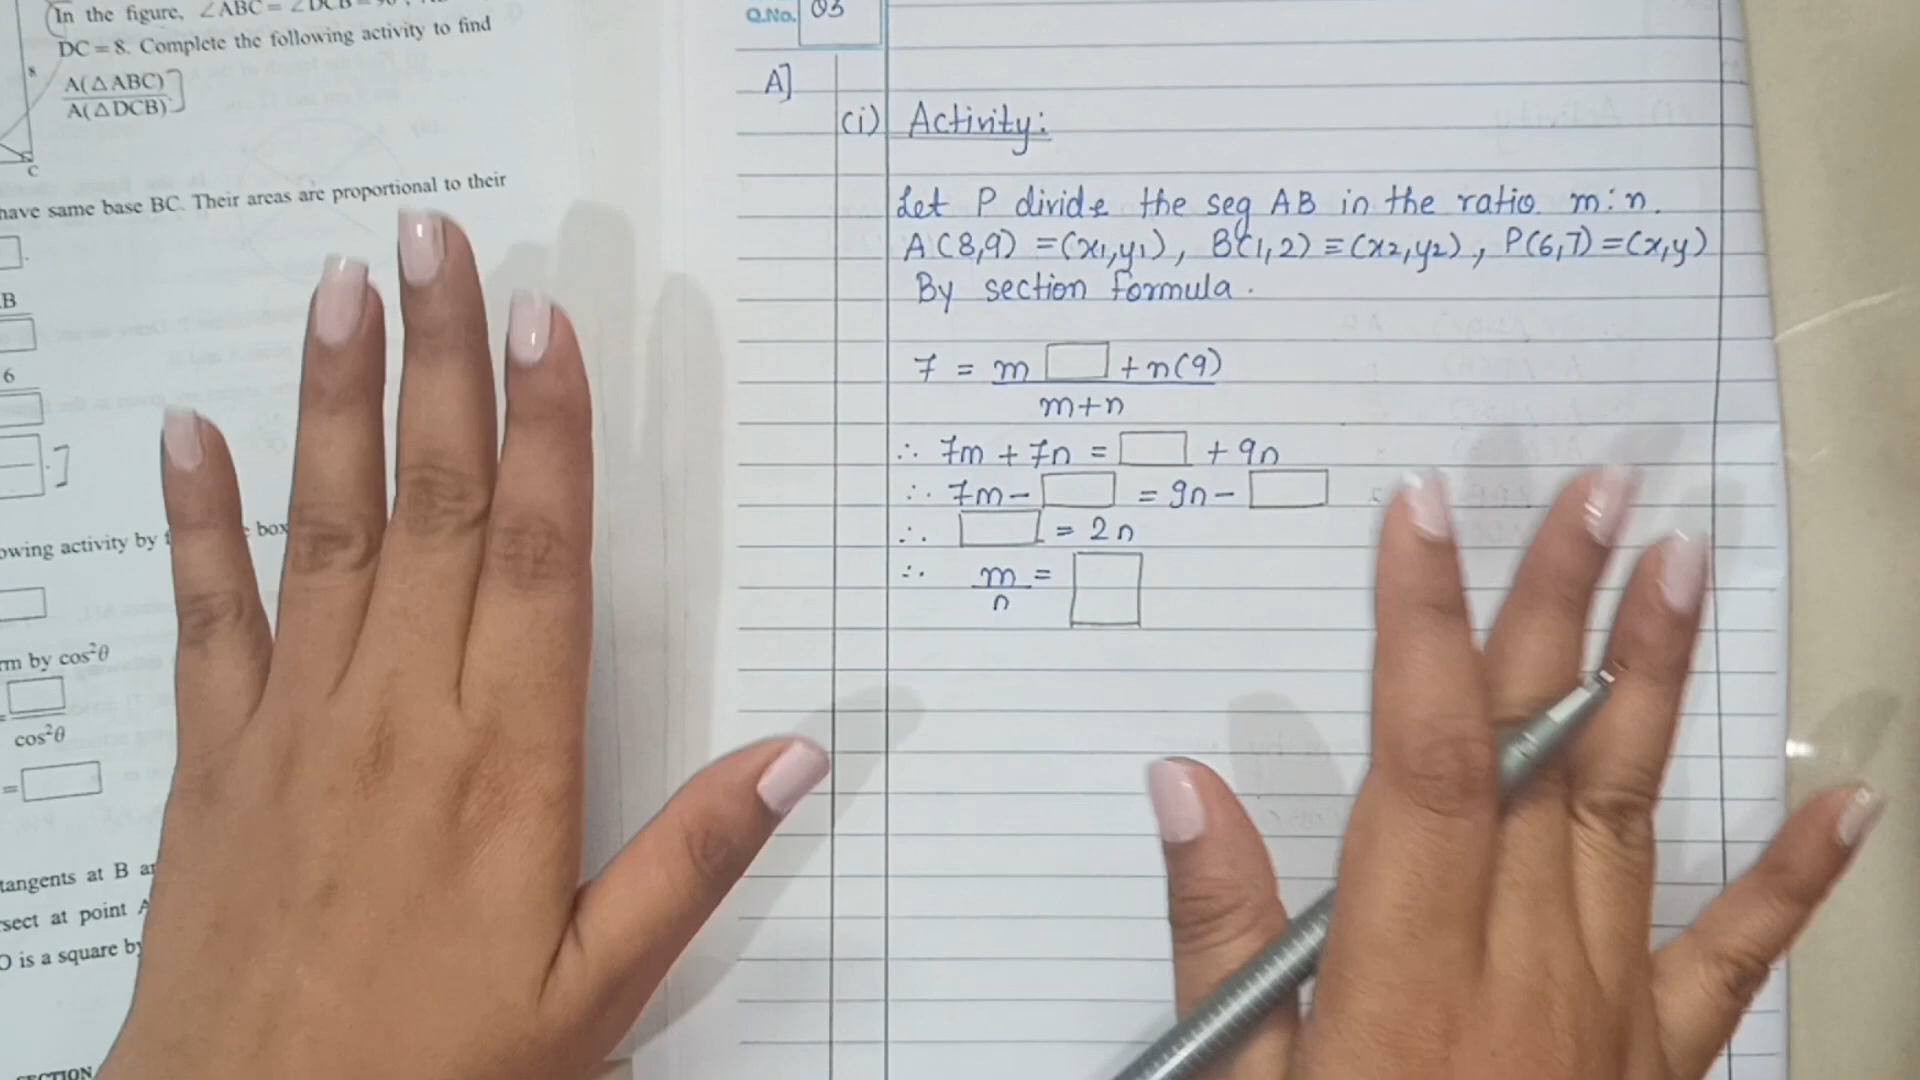 In the figure, ∠ABC = ∠DCB =
DC = 8. Complete the following activity to find
A(△ABC)
A(△DCB)
8
C
have same base BC. Their areas are proportional to their
B
6
owing activity by box
rm by cos²θ
=
cos²θ
=
tangents at B
sect at point A
O is a square by
SECTION
Q.No. 03
A]
(i) Activity:
Let P divide the seg AB in the ratio m:n.
A(8,9) = (x₁,y₁), B(1,2) ≡ (x₂,y₂), P(6,7) = (x,y)
By section formula.
7 = m □ + n(9)
m+n
∴ 7m + 7n = □ + 9n
∴ 7m – □ = 9n – □
∴ □ = 2n
∴ m = □
n